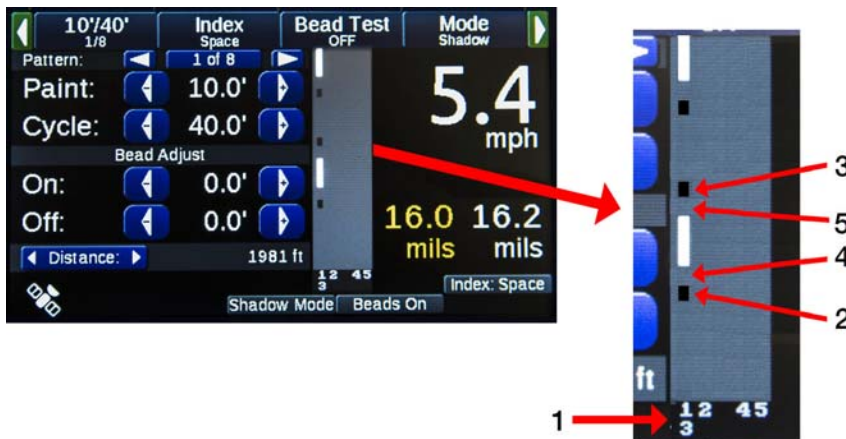 10'/40'
1/8
Index
Space
Bead Test
OFF
Mode
Shadow
Pattern:
1 of 8
Paint:
10.0'
Cycle:
40.0'
Bead Adjust
On:
0.0'
Off:
0.0'
Distance:
1981 ft
5.4
mph
16.0
mils
16.2
mils
12 45
3
Index: Space
Shadow Mode
Beads On
3
5
4
2
ft
1
12 45
3